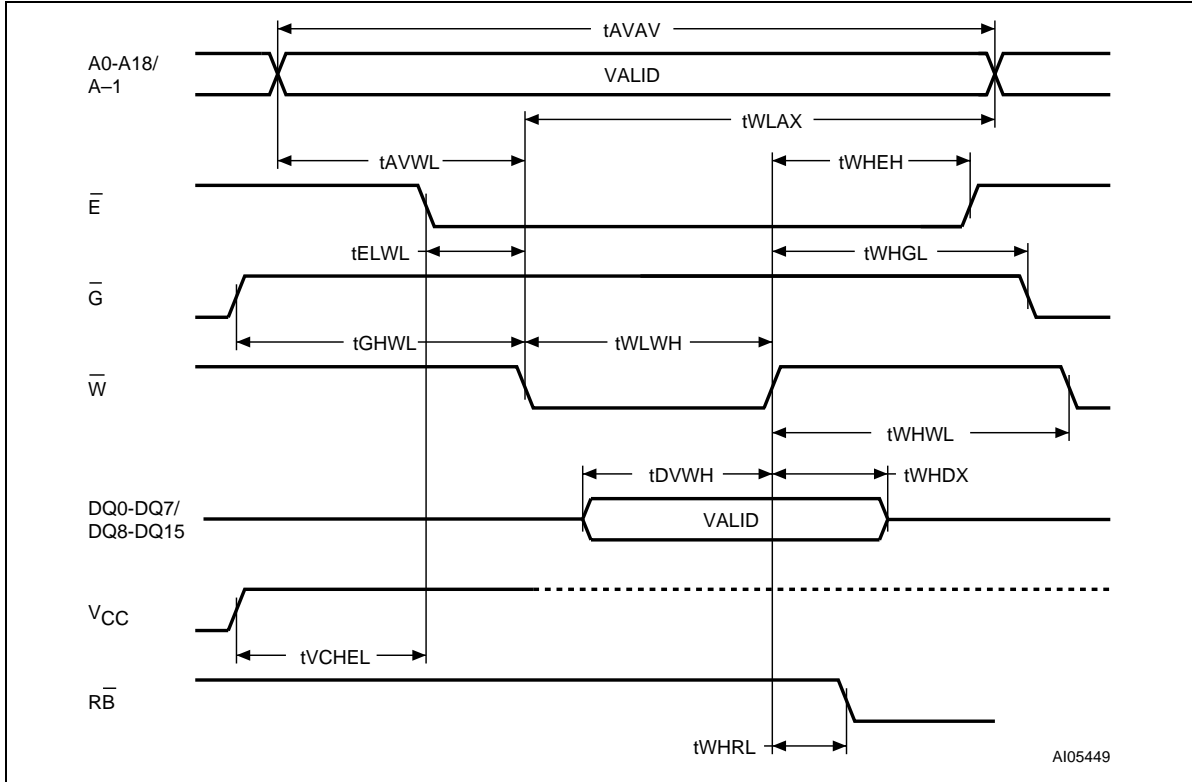 tAVAV
A0-A18/
A–1
VALID
tWLAX
tAVWL
tWHEH
E̅
tELWL
tWHGL
G̅
tGHWL
tWLWH
W̅
tWHWL
tDVWH
tWHDX
DQ0-DQ7/
DQ8-DQ15
VALID
VCC
tVCHEL
RB̅
tWHRL
AI05449